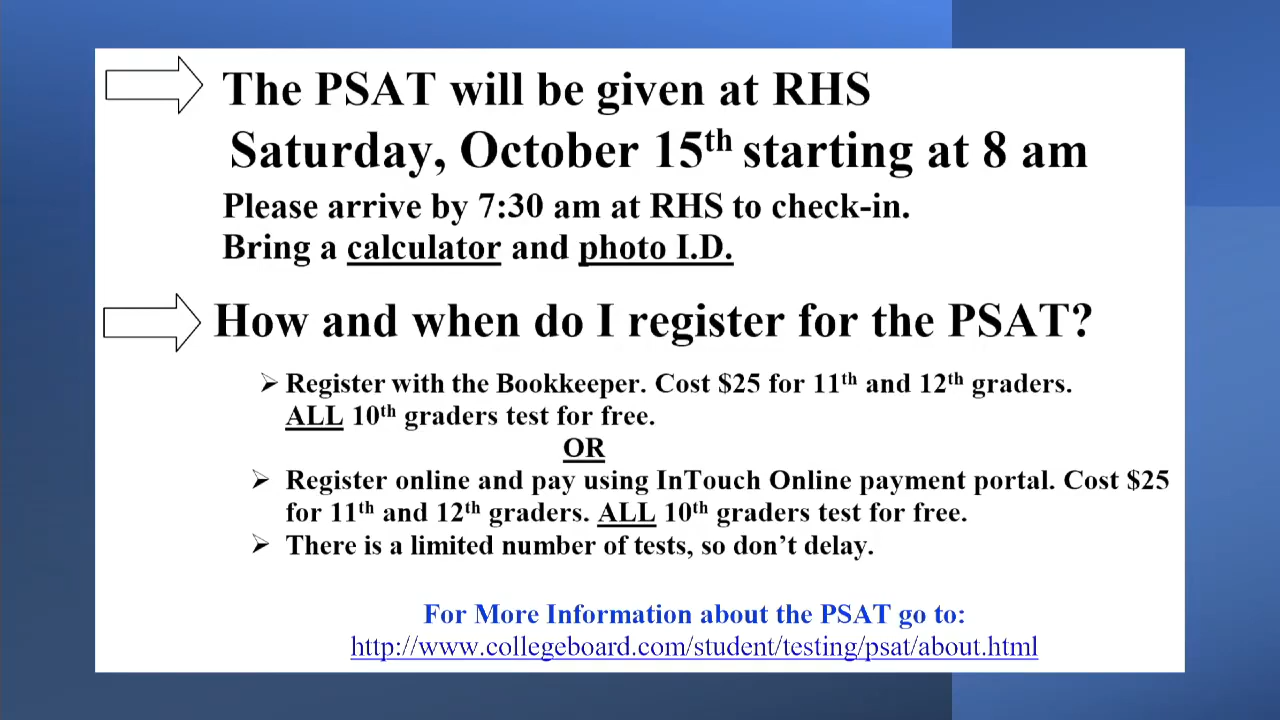 The PSAT will be given at RHS
Saturday, October 15th starting at 8 am
Please arrive by 7:30 am at RHS to check-in.
Bring a calculator and photo I.D.
How and when do I register for the PSAT?
Register with the Bookkeeper. Cost $25 for 11th and 12th graders.
ALL 10th graders test for free.
OR
Register online and pay using InTouch Online payment portal. Cost $25
for 11th and 12th graders. ALL 10th graders test for free.
There is a limited number of tests, so don't delay.
For More Information about the PSAT go to:
http://www.collegeboard.com/student/testing/psat/about.html